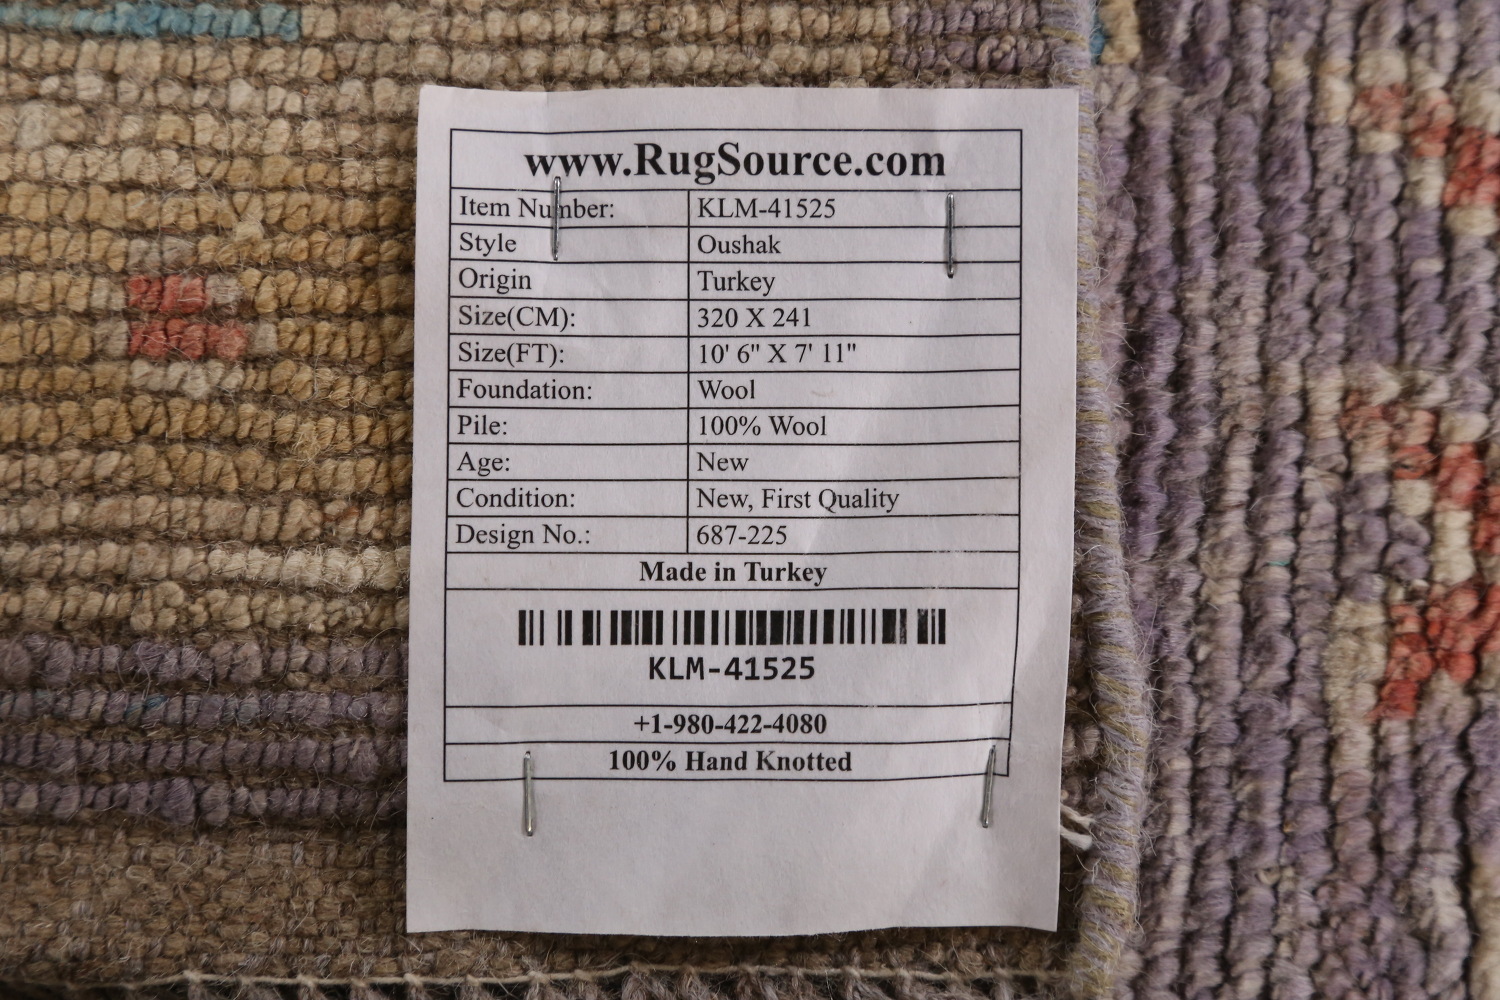 www.RugSource.com
Item Number: KLM-41525
Style Oushak
Origin Turkey
Size(CM): 320 X 241
Size(FT): 10' 6" X 7' 11"
Foundation: Wool
Pile: 100% Wool
Age: New
Condition: New, First Quality
Design No.: 687-225
Made in Turkey
KLM-41525
+1-980-422-4080
100% Hand Knotted